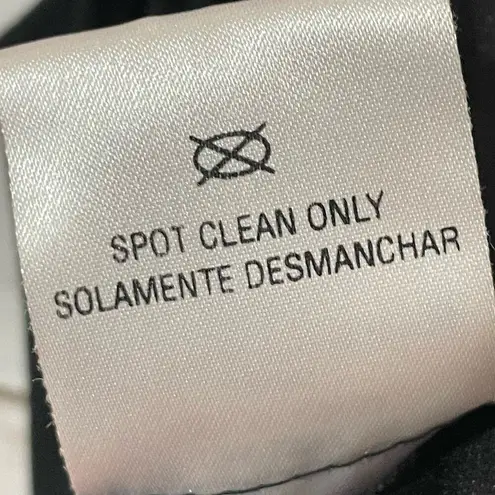 SPOT CLEAN ONLY
SOLAMENTE DESMANCHAR